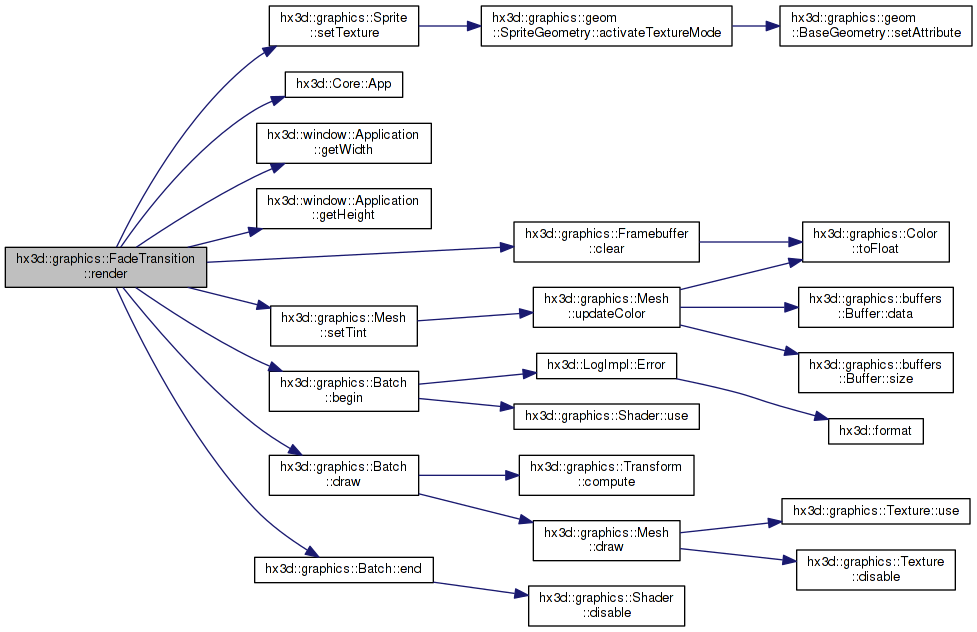 hx3d::graphics::FadeTransition
::render
hx3d::graphics::Sprite
::setTexture
hx3d::graphics::geom
::SpriteGeometry::activateTextureMode
hx3d::graphics::geom
::BaseGeometry::setAttribute
hx3d::Core::App
hx3d::window::Application
::getWidth
hx3d::window::Application
::getHeight
hx3d::graphics::Framebuffer
::clear
hx3d::graphics::Color
::toFloat
hx3d::graphics::Mesh
::setTint
hx3d::graphics::Mesh
::updateColor
hx3d::graphics::buffers
::Buffer::data
hx3d::graphics::buffers
::Buffer::size
hx3d::graphics::Batch
::begin
hx3d::LogImpl::Error
hx3d::format
hx3d::graphics::Shader::use
hx3d::graphics::Batch
::draw
hx3d::graphics::Transform
::compute
hx3d::graphics::Mesh
::draw
hx3d::graphics::Texture::use
hx3d::graphics::Texture
::disable
hx3d::graphics::Batch::end
hx3d::graphics::Shader
::disable